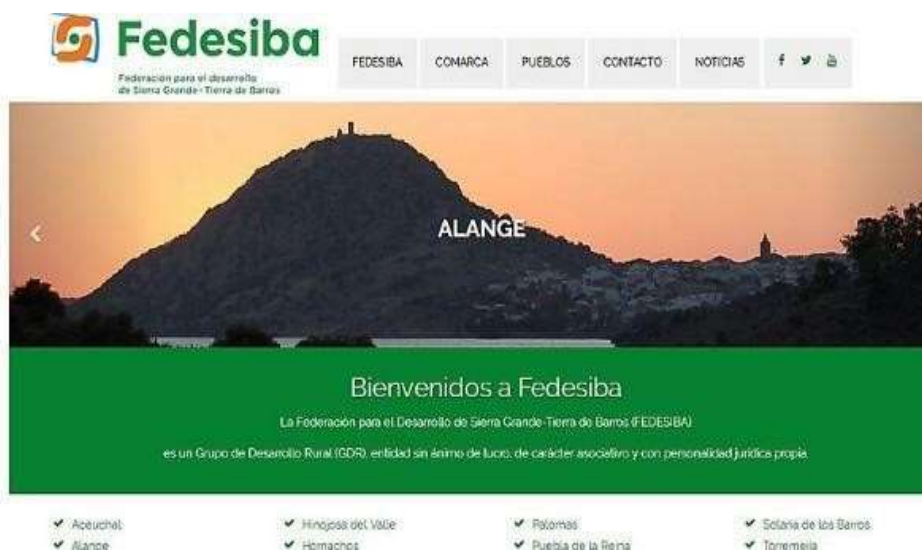 Fedesiba
Federación para el desarrollo
de Sierra Grande - Tierra de Barros
FEDESIBA COMARCA PUEBLOS CONTACTO NOTICIAS
ALANGE
Bienvenidos a Fedesiba
La Federación para el Desarrollo de Sierra Grande-Tierra de Barros (FEDESIBA)
es un Grupo de Desarrollo Rural (GDR), entidad sin ánimo de lucro, de carácter asociativo y con personalidad jurídica propia.
Aceuchal Hinojosa del Valle Palomas Solana de los Barros
Alange Hornachos Puebla de la Reina Torremejía